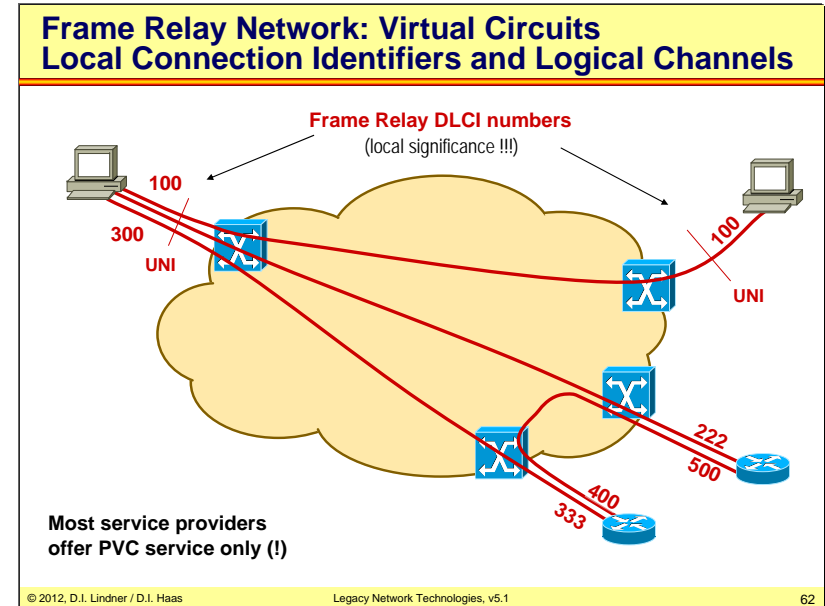 Frame Relay Network: Virtual Circuits
Local Connection Identifiers and Logical Channels
Frame Relay DLCI numbers
(local significance !!!)
100
300
UNI
100
UNI
222
500
400
333
Most service providers
offer PVC service only (!)
© 2012, D.I. Lindner / D.I. Haas
Legacy Network Technologies, v5.1
62